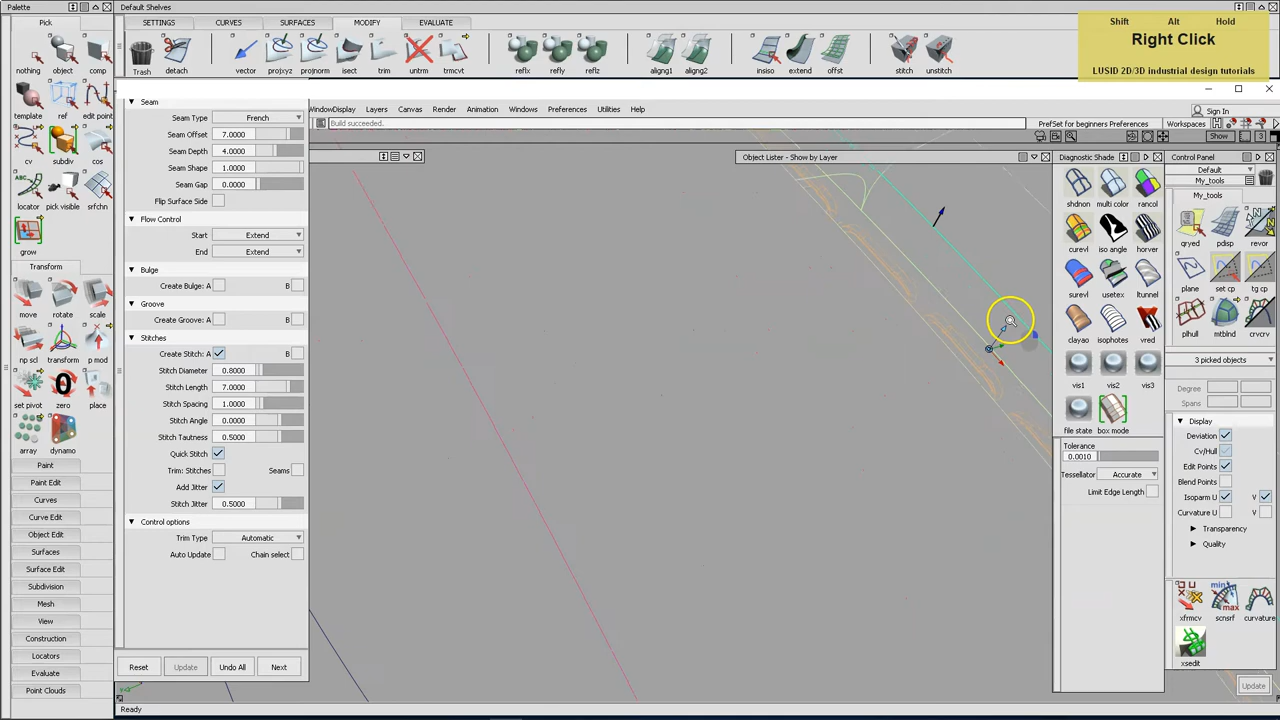 Palette
Default Shelves
Pick
SETTINGS CURVES SURFACES MODIFY EVALUATE
Shift Alt Hold
Right Click
LUSID 2D/3D industrial design tutorials
nothing object comp
template ref edit point
cv subdiv cos
locator pick visible srfchn
grow
Transform
move rotate scale
np scl transform p mod
set pivot zero place
array dynamo
Paint
Paint Edit
Curves
Curve Edit
Object Edit
Surfaces
Surface Edit
Subdivision
Mesh
View
Construction
Locators
Evaluate
Point Clouds
Trash detach vector projxyz projnorm isect trim untrm trmcvt reflx refly reflz aligng1 aligng2 insiso extend offst stitch unstitch
WindowDisplay Layers Canvas Render Animation Windows Preferences Utilities Help
Sign In
Build succeeded.
PrefSet for beginners Preferences
Workspaces
Show
3
Seam
Seam Type French
Seam Offset 7.0000
Seam Depth 4.0000
Seam Shape 1.0000
Seam Gap 0.0000
Flip Surface Side
Flow Control
Start Extend
End Extend
Bulge
Create Bulge: A B
Groove
Create Groove: A B
Stitches
Create Stitch: A B
Stitch Diameter 0.8000
Stitch Length 7.0000
Stitch Spacing 1.0000
Stitch Angle 0.0000
Stitch Tautness 0.5000
Quick Stitch
Trim: Stitches Seams
Add Jitter
Stitch Jitter 0.5000
Control options
Trim Type Automatic
Auto Update Chain select
Reset Update Undo All Next
Object Lister - Show by Layer
Diagnostic Shade
shdnon multi color rancol
curevl iso angle horver
surevl usetex ltunnel
clayao isophotes vred
vis1 vis2 vis3
file state box mode
Tolerance
0.0010
Tessellator Accurate
Limit Edge Length
Control Panel
Default
My_tools
My_tools
qryed pdisp revor
plane set cp tg cp
plhull mtblnd curvatu
3 picked objects
Degree
Spans
Display
Deviation
Cv/Hull
Edit Points
Blend Points
Isoparm U V
Curvature U V
Transparency
Quality
xfrmcv scnsrf curvature
xsedit
Update
Ready